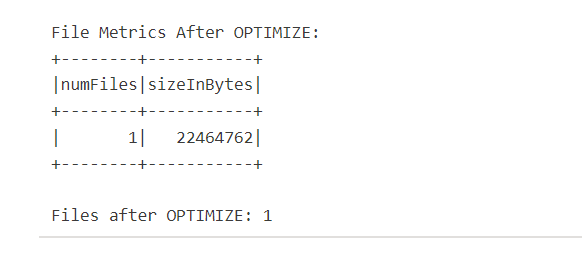 File Metrics After OPTIMIZE:
+--------+-----------+
|numFiles|sizeInBytes|
+--------+-----------+
|       1|   22464762|
+--------+-----------+
Files after OPTIMIZE: 1